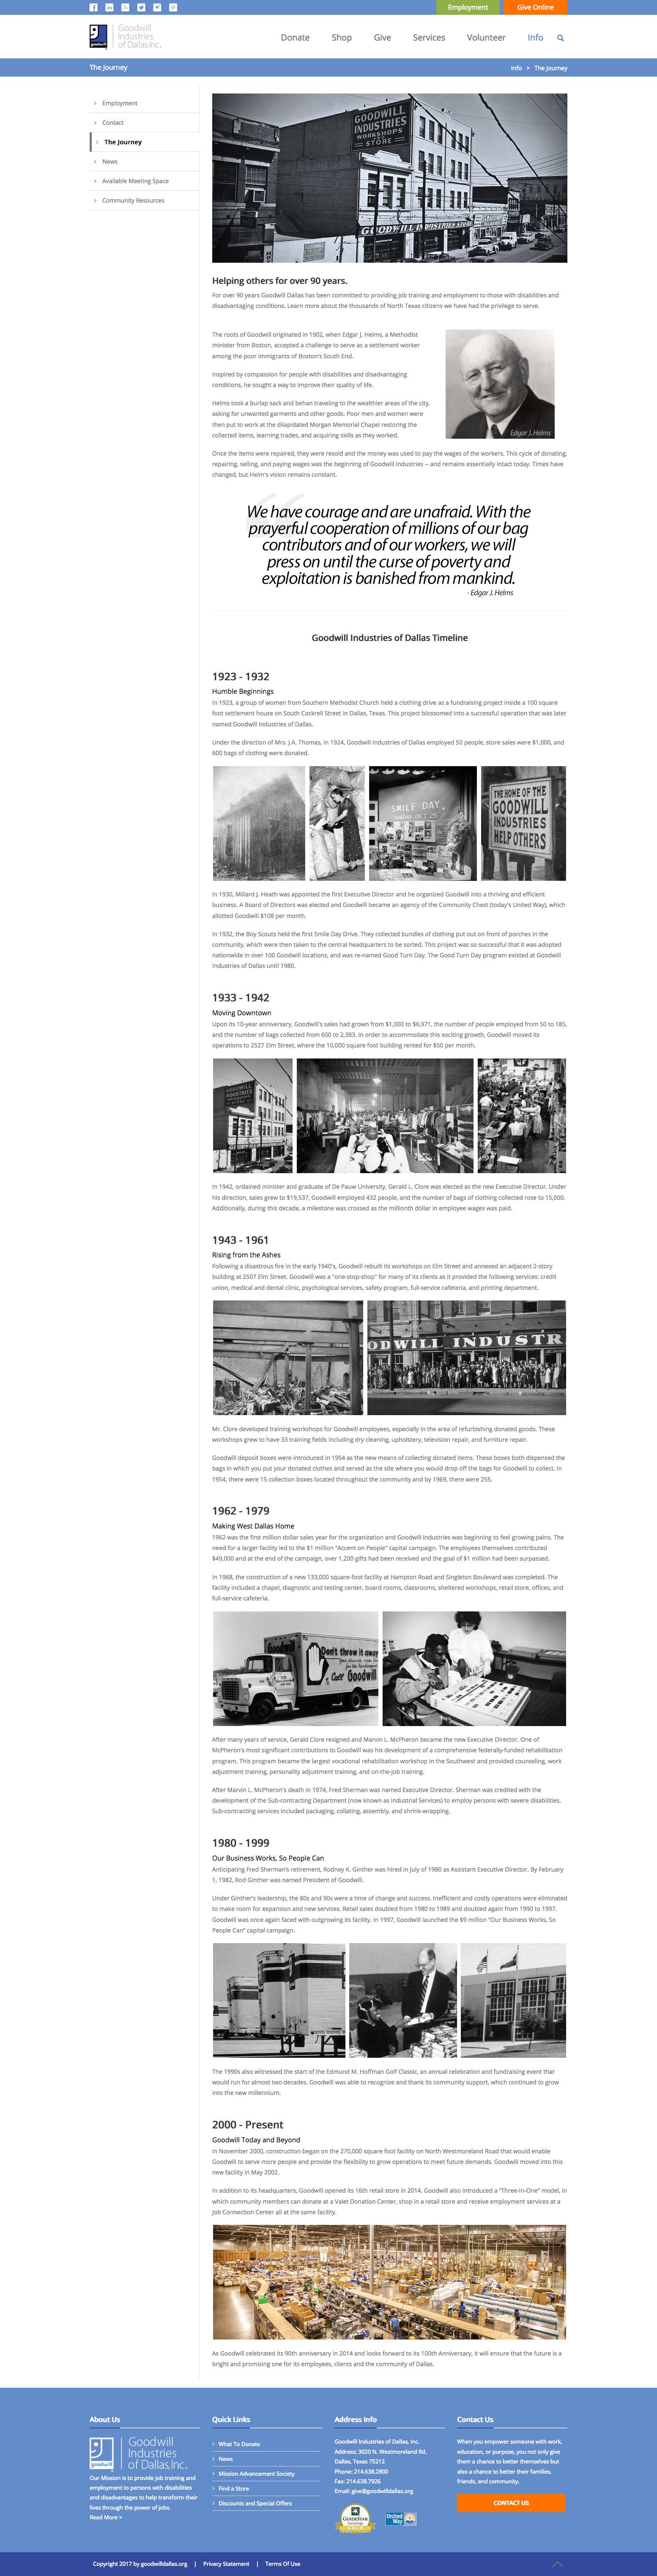 Employment
Give Online
Goodwill
Industries
of Dallas Inc.
Donate
Shop
Give
Services
Volunteer
Info
The Journey
Info > The Journey
Employment
Contact
The Journey
News
Available Meeting Space
Community Resources
GOODWILL
INDUSTRIES
WORKSHOPS
STORE
GOODWILL INDUSTRIES STORE
Helping others for over 90 years.
For over 90 years Goodwill Dallas has been committed to providing job training and employment to those with disabilities and
disadvantaging conditions. Learn more about the thousands of North Texas citizens we have had the privilege to serve.
The roots of Goodwill originated in 1902, when Edgar J. Helms, a Methodist
minister from Boston, accepted a challenge to serve as a settlement worker
among the poor immigrants of Boston's South End.
Inspired by compassion for people with disabilities and disadvantaging
conditions, he sought a way to improve their quality of life.
Helms took a burlap sack and behan traveling to the wealthier areas of the city,
asking for unwanted garments and other goods. Poor men and women were
then put to work at the dilapidated Morgan Memorial Chapel restoring the
collected items, learning trades, and acquiring skills as they worked.
Edgar J. Helms
Once the items were repaired, they were resold and the money was used to pay the wages of the workers. This cycle of donating,
repairing, selling, and paying wages was the beginning of Goodwill Industries -- and remains essentially intact today. Times have
changed, but Helm's vision remains constant.
We have courage and are unafraid. With the
prayerful cooperation of millions of our bag
contributors and of our workers, we will
press on until the curse of poverty and
exploitation is banished from mankind.
- Edgar J. Helms
Goodwill Industries of Dallas Timeline
1923 - 1932
Humble Beginnings
In 1923, a group of women from Southern Methodist Church held a clothing drive as a fundraising project inside a 100 square
foot settlement house on South Cockrell Street in Dallas, Texas. This project blossomed into a successful operation that was later
named Goodwill Industries of Dallas.
Under the direction of Mrs. J.A. Thomas, in 1924, Goodwill Industries of Dallas employed 50 people, store sales were $1,000, and
600 bags of clothing were donated.
SMILE DAY
SUNDAY OCT. 25
THE HOME OF THE
GOODWILL
INDUSTRIES
HELP OTHERS
In 1930, Millard J. Heath was appointed the first Executive Director and he organized Goodwill into a thriving and efficient
business. A Board of Directors was elected and Goodwill became an agency of the Community Chest (today's United Way), which
allotted Goodwill $108 per month.
In 1932, the Boy Scouts held the first Smile Day Drive. They collected bundles of clothing put out on front of porches in the
community, which were then taken to the central headquarters to be sorted. This project was so successful that it was adopted
nationwide in over 100 Goodwill locations, and was re-named Good Turn Day. The Good Turn Day program existed at Goodwill
Industries of Dallas until 1980.
1933 - 1942
Moving Downtown
Upon its 10-year anniversary, Goodwill's sales had grown from $1,000 to $6,971, the number of people employed from 50 to 185,
and the number of bags collected from 600 to 2,383. In order to accommodate this exciting growth, Goodwill moved its
operations to 2527 Elm Street, where the 10,000 square foot building rented for $50 per month.
GOODWILL
INDUSTRIES
In 1942, ordained minister and graduate of De Pauw University, Gerald L. Clore was elected as the new Executive Director. Under
his direction, sales grew to $19,537, Goodwill employed 432 people, and the number of bags of clothing collected rose to 15,000.
Additionally, during this decade, a milestone was crossed as the millionth dollar in employee wages was paid.
1943 - 1961
Rising from the Ashes
Following a disastrous fire in the early 1940's, Goodwill rebuilt its workshops on Elm Street and annexed an adjacent 2-story
building at 2507 Elm Street. Goodwill was a "one-stop-shop" for many of its clients as it provided the following services: credit
union, medical and dental clinic, psychological services, safety program, full-service cafeteria, and printing department.
ODWILL INDUSTR
Mr. Clore developed training workshops for Goodwill employees, especially in the area of refurbishing donated goods. These
workshops grew to have 33 training fields including dry cleaning, upholstery, television repair, and furniture repair.
Goodwill deposit boxes were introduced in 1954 as the new means of collecting donated items. These boxes both dispensed the
bags in which you put your donated clothes and served as the site where you would drop off the bags for Goodwill to collect. In
1954, there were 15 collection boxes located throughout the community and by 1969, there were 255.
1962 - 1979
Making West Dallas Home
1962 was the first million dollar sales year for the organization and Goodwill Industries was beginning to feel growing pains. The
need for a larger facility led to the $1 million "Accent on People" capital campaign. The employees themselves contributed
$49,000 and at the end of the campaign, over 1,200 gifts had been received and the goal of $1 million had been surpassed.
In 1968, the construction of a new 133,000 square-foot facility at Hampton Road and Singleton Boulevard was completed. The
facility included a chapel, diagnostic and testing center, board rooms, classrooms, sheltered workshops, retail store, offices, and
full-service cafeteria.
Goodwill
Don't throw it away
Call Goodwill
After many years of service, Gerald Clore resigned and Marvin L. McPheron became the new Executive Director. One of
McPheron's most significant contributions to Goodwill was his development of a comprehensive federally-funded rehabilitation
program. This program became the largest vocational rehabilitation workshop in the Southwest and provided counseling, work
adjustment training, personality adjustment training, and on-the-job training.
After Marvin L. McPheron's death in 1974, Fred Sherman was named Executive Director. Sherman was credited with the
development of the Sub-contracting Department (now known as Industrial Services) to employ persons with severe disabilities.
Sub-contracting services included packaging, collating, assembly, and shrink-wrapping.
1980 - 1999
Our Business Works, So People Can
Anticipating Fred Sherman's retirement, Rodney K. Ginther was hired in July of 1980 as Assistant Executive Director. By February
1, 1982, Rod Ginther was named President of Goodwill.
Under Ginther's leadership, the 80s and 90s were a time of change and success. Inefficient and costly operations were eliminated
to make room for expansion and new services. Retail sales doubled from 1980 to 1989 and doubled again from 1990 to 1997.
Goodwill was once again faced with outgrowing its facility. In 1997, Goodwill launched the $9 million "Our Business Works, So
People Can" capital campaign.
The 1990s also witnessed the start of the Edmund M. Hoffman Golf Classic, an annual celebration and fundraising event that
would run for almost two decades. Goodwill was able to recognize and thank its community support, which continued to grow
into the new millennium.
2000 - Present
Goodwill Today and Beyond
In November 2000, construction began on the 270,000 square foot facility on North Westmoreland Road that would enable
Goodwill to serve more people and provide the flexibility to grow operations to meet future demands. Goodwill moved into this
new facility in May 2002.
In addition to its headquarters, Goodwill opened its 16th retail store in 2014. Goodwill also introduced a "Three-in-One" model, in
which community members can donate at a Valet Donation Center, shop in a retail store and receive employment services at a
Job Connection Center all at the same facility.
As Goodwill celebrated its 90th anniversary in 2014 and looks forward to its 100th Anniversary, it will ensure that the future is a
bright and promising one for its employees, clients and the community of Dallas.
About Us
Goodwill
Industries
of Dallas, Inc.
Our Mission is to provide job training and
employment to persons with disabilities
and disadvantages to help transform their
lives through the power of jobs.
Read More >
Quick Links
What To Donate
News
Mission Advancement Society
Find a Store
Discounts and Special Offers
Address Info
Goodwill Industries of Dallas, Inc.
Address: 3020 N. Westmoreland Rd.
Dallas, Texas 75212
Phone: 214.638.2800
Fax: 214.638.7926
Email: give@goodwilldallas.org
GUIDESTAR
United
Way
Contact Us
When you empower someone with work,
education, or purpose, you not only give
them a chance to better themselves but
also a chance to better their families,
friends, and community.
CONTACT US
Copyright 2017 by goodwilldallas.org | Privacy Statement | Terms Of Use